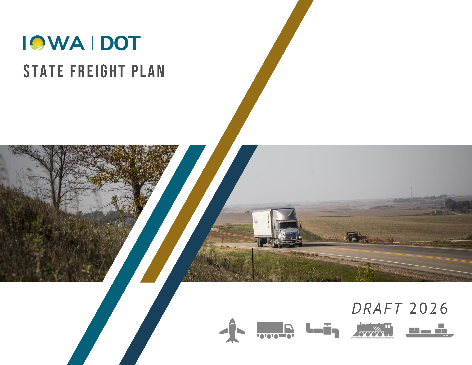 IOWA | DOT
STATE FREIGHT PLAN
DRAFT 2026